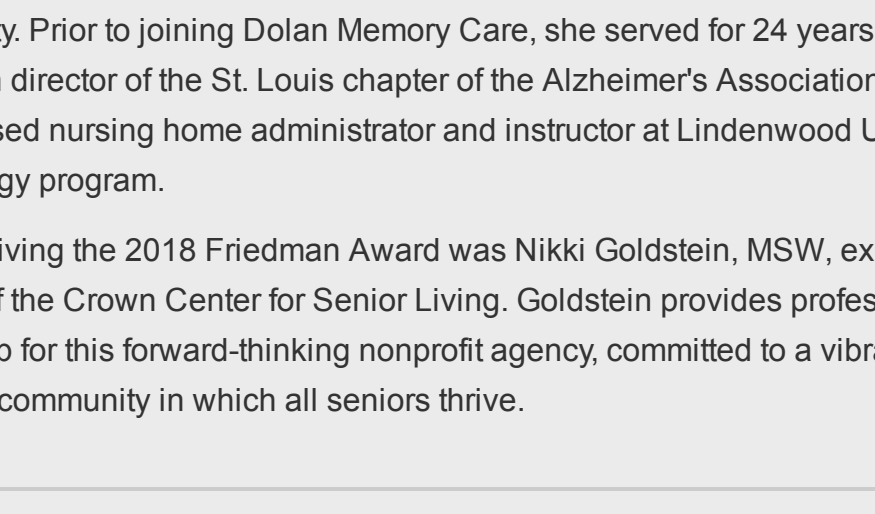 ty. Prior to joining Dolan Memory Care, she served for 24 years
director of the St. Louis chapter of the Alzheimer's Association
sed nursing home administrator and instructor at Lindenwood U
gy program.
iving the 2018 Friedman Award was Nikki Goldstein, MSW, ex
f the Crown Center for Senior Living. Goldstein provides profes
p for this forward-thinking nonprofit agency, committed to a vibra
community in which all seniors thrive.